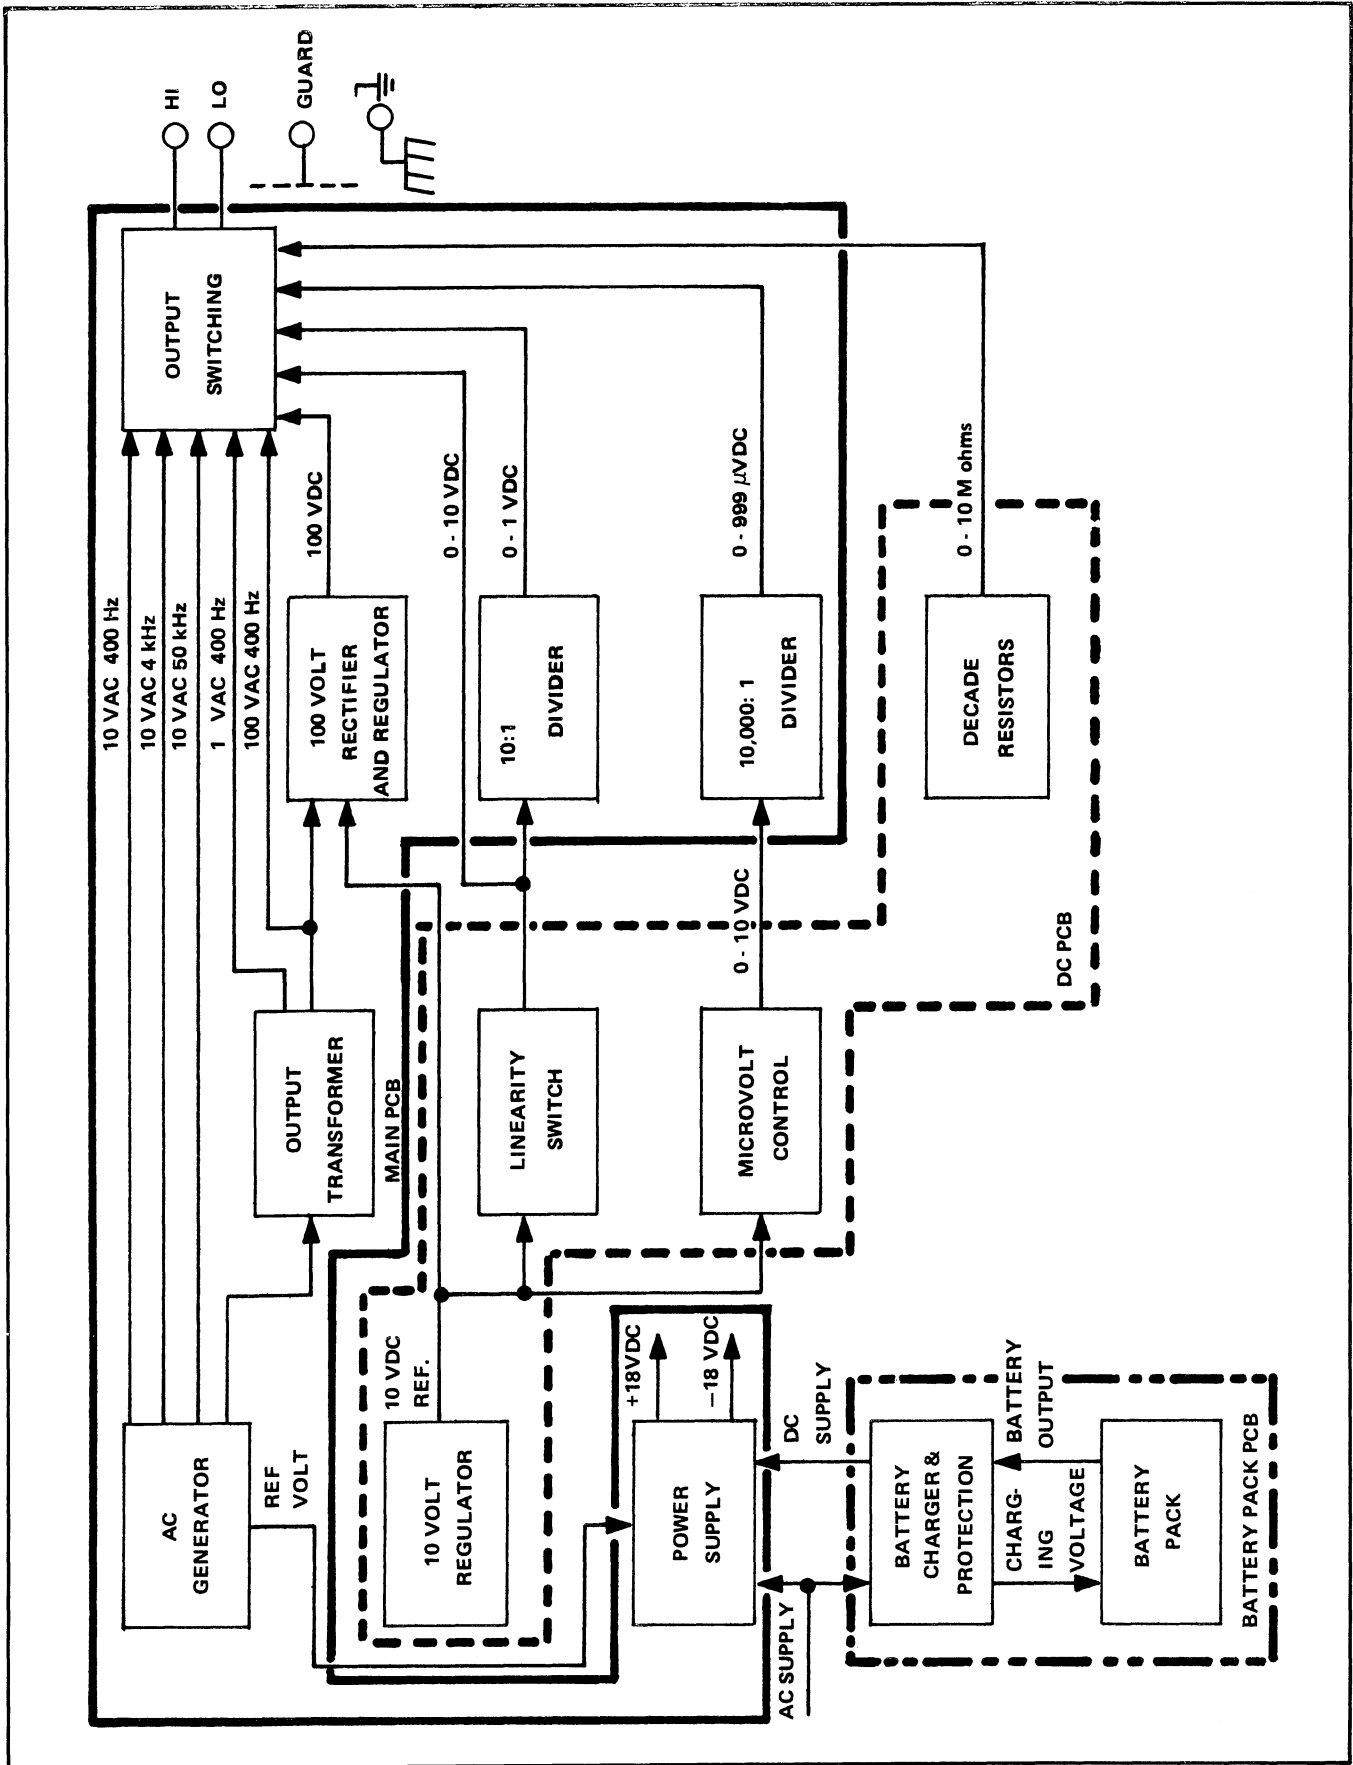 10 VAC 400 Hz
10 VAC 4 kHz
10 VAC 50 kHz
1 VAC 400 Hz
100 VAC 400 Hz
AC
GENERATOR
REF
VOLT
OUTPUT
TRANSFORMER
MAIN PCB
100 VOLT
RECTIFIER
AND REGULATOR
100 VDC
OUTPUT
SWITCHING
HI
LO
GUARD
10 VOLT
REGULATOR
10 VDC
REF.
LINEARITY
SWITCH
10:1
DIVIDER
0 - 10 VDC
0 - 1 VDC
POWER
SUPPLY
+18VDC
–18 VDC
MICROVOLT
CONTROL
0 - 10 VDC
10,000: 1
DIVIDER
0 - 999 µVDC
AC SUPPLY
DC
SUPPLY
BATTERY
CHARGER &
PROTECTION
CHARG-
ING
VOLTAGE
BATTERY
OUTPUT
BATTERY
PACK
BATTERY PACK PCB
DECADE
RESISTORS
0 - 10 M ohms
DC PCB